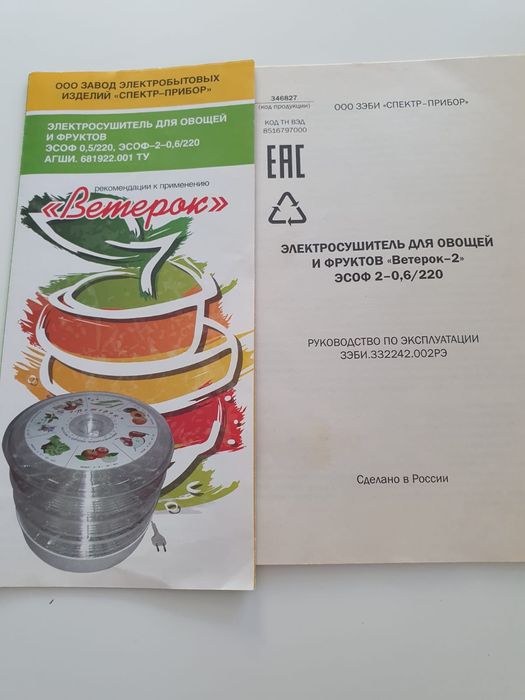 ООО ЗАВОД ЭЛЕКТРОБЫТОВЫХ
ИЗДЕЛИЙ «СПЕКТР-ПРИБОР»
ЭЛЕКТРОСУШИТЕЛЬ ДЛЯ ОВОЩЕЙ
И ФРУКТОВ
ЭСОФ 0,5/220, ЭСОФ-2-0,6/220
АГШИ. 681922.001 ТУ
рекомендации к применению
«Ветерок»
346827
(код продукции)
КОД ТН ВЭД
8516797000
ООО ЗЭБИ «СПЕКТР-ПРИБОР»
ЕАС
ЭЛЕКТРОСУШИТЕЛЬ ДЛЯ ОВОЩЕЙ
И ФРУКТОВ «Ветерок-2»
ЭСОФ 2-0,6/220
РУКОВОДСТВО ПО ЭКСПЛУАТАЦИИ
ЗЭБИ.332242.002РЭ
Сделано в России